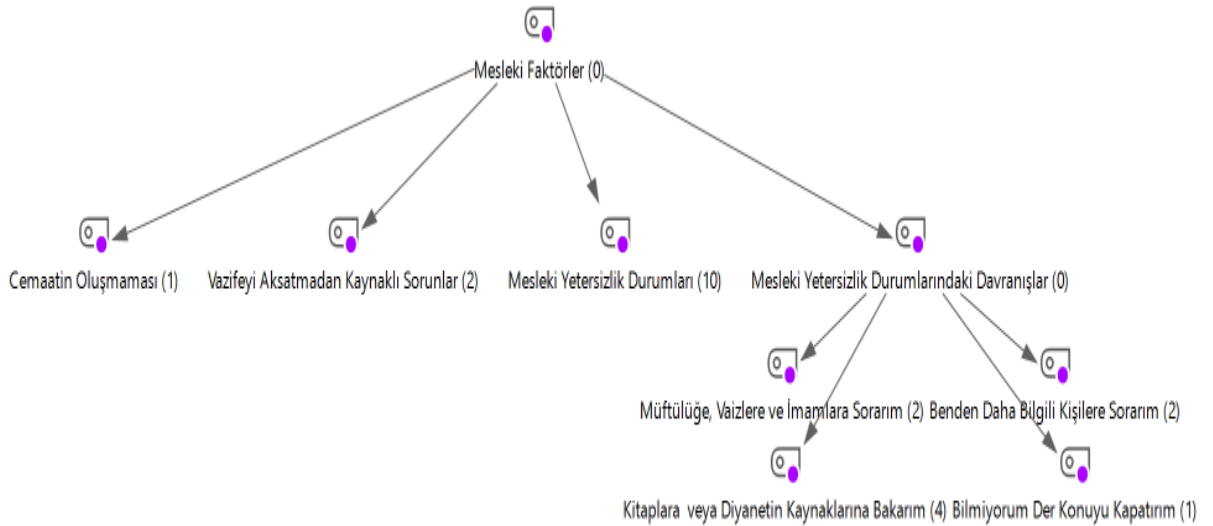 Mesleki Faktörler (0)
Cemaatin Oluşmaması (1)
Vazifeyi Aksatmadan Kaynaklı Sorunlar (2)
Mesleki Yetersizlik Durumları (10)
Mesleki Yetersizlik Durumlarındaki Davranışlar (0)
Müftülüğe, Vaizlere ve İmamlara Sorarım (2)
Benden Daha Bilgili Kişilere Sorarım (2)
Kitaplara veya Diyanetin Kaynaklarına Bakarım (4)
Bilmiyorum Der Konuyu Kapatırım (1)